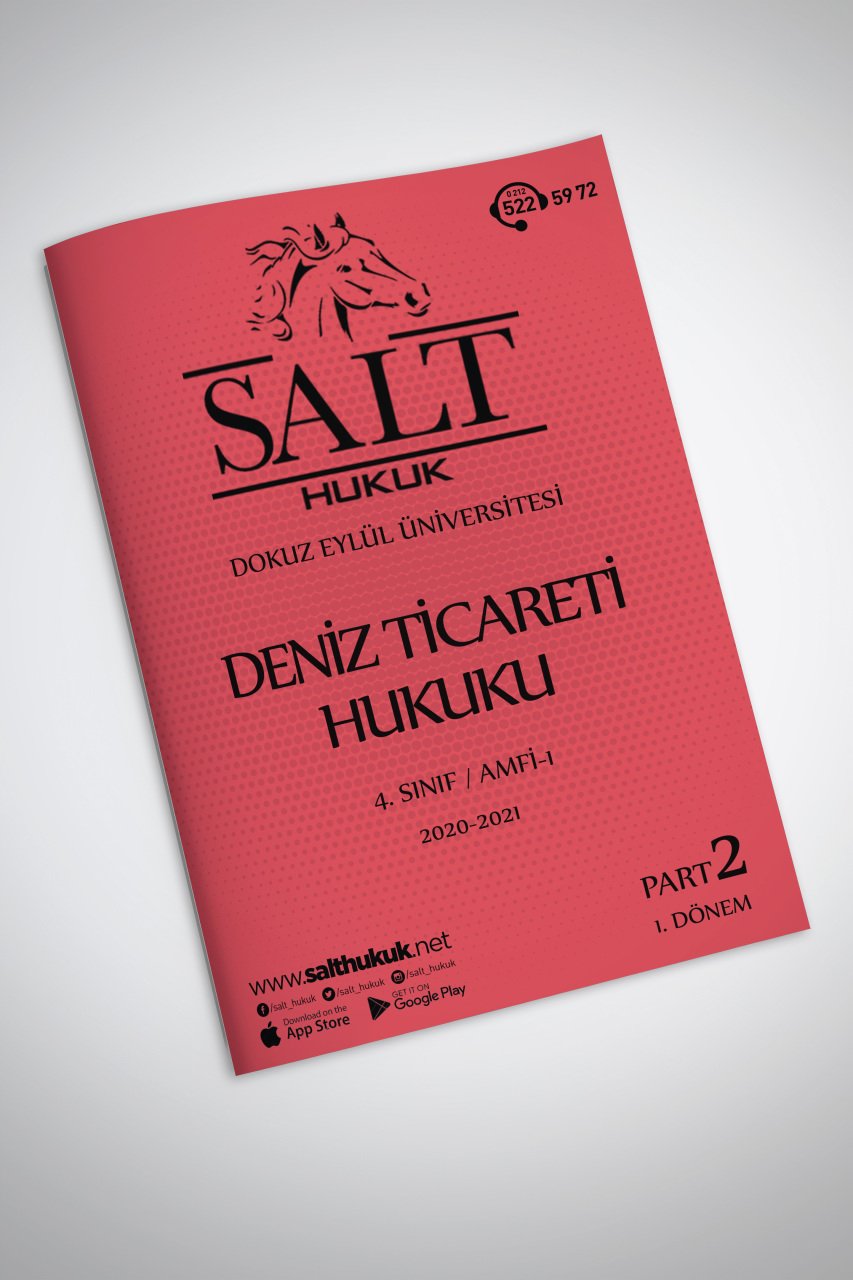 0 212
522 59 72
SALT
HUKUK
DOKUZ EYLÜL ÜNİVERSİTESİ
DENİZ TİCARETİ
HUKUKU
4. SINIF / AMFİ-1
2020-2021
PART 2
1. DÖNEM
www.salthukuk.net
/salt_hukuk /salt_hukuk /salt_hukuk
Download on the
App Store
GET IT ON
Google Play